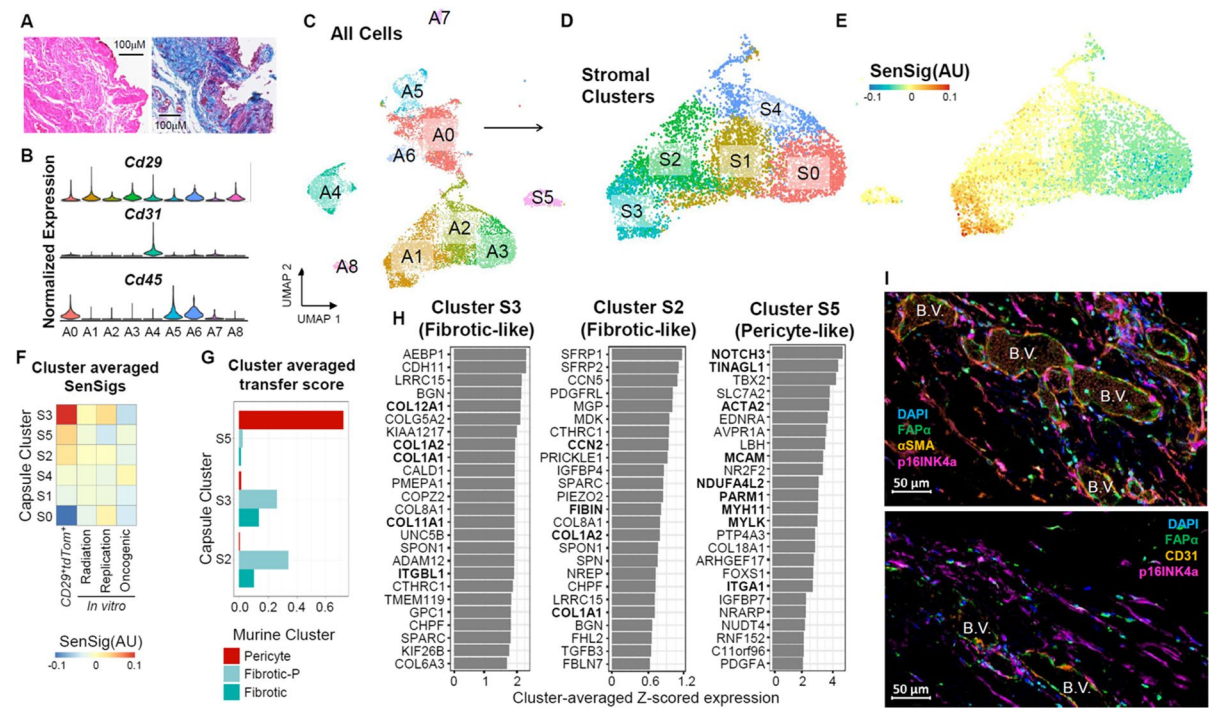 A
100µM
100µM
B
Normalized Expression
Cd29
Cd31
Cd45
A0 A1 A2 A3 A4 A5 A6 A7 A8
C
All Cells
A7
A5
A0
A6
A4
A2
A1
A3
A8
S5
UMAP 2
UMAP 1
D
Stromal
Clusters
S4
S2
S1
S0
S3
E
SenSig(AU)
-0.1 0 0.1
F
Cluster averaged
SenSigs
Capsule Cluster
S3
S5
S2
S4
S1
S0
CD29+tdTom+
Radiation
Replication
Oncogenic
In vitro
SenSig(AU)
-0.1 0 0.1
G
Cluster averaged
transfer score
Capsule Cluster
S5
S3
S2
0.0 0.2 0.4 0.6
Murine Cluster
Pericyte
Fibrotic-P
Fibrotic
H
Cluster S3
(Fibrotic-like)
AEBP1
CDH11
LRRC15
BGN
COL12A1
COLG5A2
KIAA1217
COL1A2
COL1A1
CALD1
PMEPA1
COPZ2
COL8A1
COL11A1
UNC5B
SPON1
ADAM12
ITGBL1
CTHRC1
TMEM119
GPC1
CHPF
SPARC
KIF26B
COL6A3
0 1 2
Cluster S2
(Fibrotic-like)
SFRP1
SFRP2
CCN5
PDGFRL
MGP
MDK
CTHRC1
CCN2
PRICKLE1
IGFBP4
SPARC
PIEZO2
FIBIN
COL8A1
COL1A2
SPON1
SPN
NREP
CHPF
LRRC15
COL1A1
BGN
FHL2
TGFB3
FBLN7
0 0.6 1.2
Cluster S5
(Pericyte-like)
NOTCH3
TINAGL1
TBX2
SLC7A2
ACTA2
EDNRA
AVPR1A
LBH
MCAM
NR2F2
NDUFA4L2
PARM1
MYH11
MYLK
PTP4A3
COL18A1
ARHGEF17
FOXS1
ITGA1
IGFBP7
NRARP
NUDT4
RNF152
C11orf96
PDGFA
0 2 4 5
Cluster-averaged Z-scored expression
I
B.V.
B.V.
B.V.
B.V.
DAPI
FAPα
αSMA
p16INK4a
50 µm
DAPI
FAPα
CD31
p16INK4a
B.V.
B.V.
50 µm